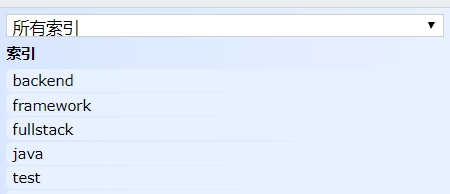 所有索引
索引
backend
framework
fullstack
java
test